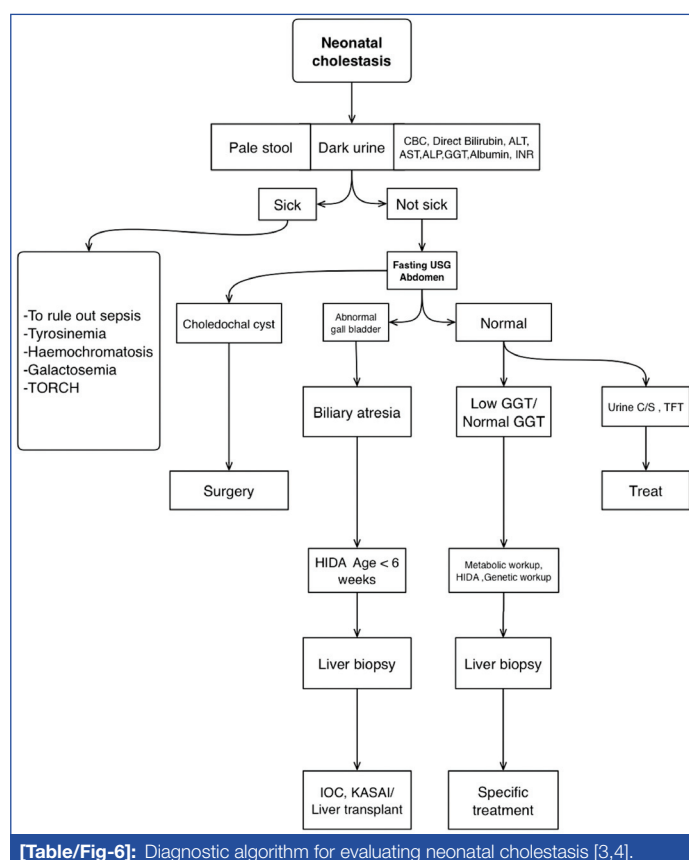 Neonatal
cholestasis
Pale stool
Dark urine
CBC, Direct Bilirubin, ALT,
AST,ALP,GGT,Albumin, INR
Sick
Not sick
-To rule out sepsis
-Tyrosinemia
-Haemochromatosis
-Galactosemia
-TORCH
Fasting USG
Abdomen
Choledochal cyst
Abnormal
gall bladder
Normal
Surgery
Biliary atresia
Low GGT/
Normal GGT
Urine C/S , TFT
Treat
HIDA Age < 6
weeks
Metabolic workup,
HIDA ,Genetic workup
Liver biopsy
Liver biopsy
IOC, KASAI/
Liver transplant
Specific
treatment
[Table/Fig-6]: Diagnostic algorithm for evaluating neonatal cholestasis [3,4].